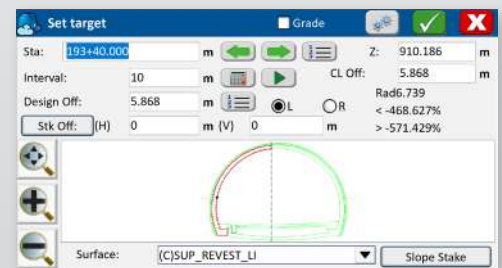 Set target
Grade
Sta: 193+40.000 m Z: 910.186 m
Interval: 10 m CL Off: 5.868 m
Design Off: 5.868 m L R Rad6.739
< -468.627%
Stk Off: (H) 0 m (V) 0 m > -571.429%
Surface: (C)SUP_REVEST_LI Slope Stake